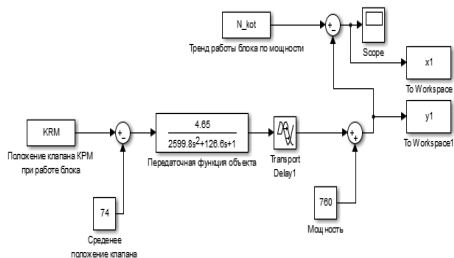 N_kot
Тренд работы блока по мощности
Scope
x1
To Workspace
y1
To Workspace1
KRM
Положение клапана КРМ
при работе блока
4.65
2599.8s²+126.6s+1
Передаточная функция объекта
Transport
Delay1
74
Среденее
положение клапана
760
Мощность